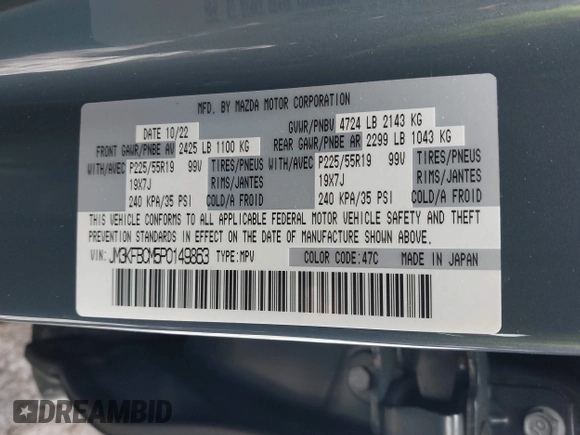 MFD. BY MAZDA MOTOR CORPORATION
DATE 10/22 GVWR/PNBV 4724 LB 2143 KG
FRONT GAWR/PNBE AV 2425 LB 1100 KG REAR GAWR/PNBE AR 2299 LB 1043 KG
WITH/AVEC P225/55R19 99V TIRES/PNEUS WITH/AVEC P225/55R19 99V TIRES/PNEUS
19X7J RIMS/JANTES 19X7J RIMS/JANTES
240 KPA/35 PSI COLD/A FROID 240 KPA/35 PSI COLD/A FROID
THIS VEHICLE CONFORMS TO ALL APPLICABLE FEDERAL MOTOR VEHICLE SAFETY AND THEFT
PREVENTION STANDARDS IN EFFECT ON THE DATE OF MANUFACTURE SHOWN ABOVE.
VIN: JM3KFBCM5P0149863 TYPE:MPV COLOR CODE:47C MADE IN JAPAN
DREAMBID